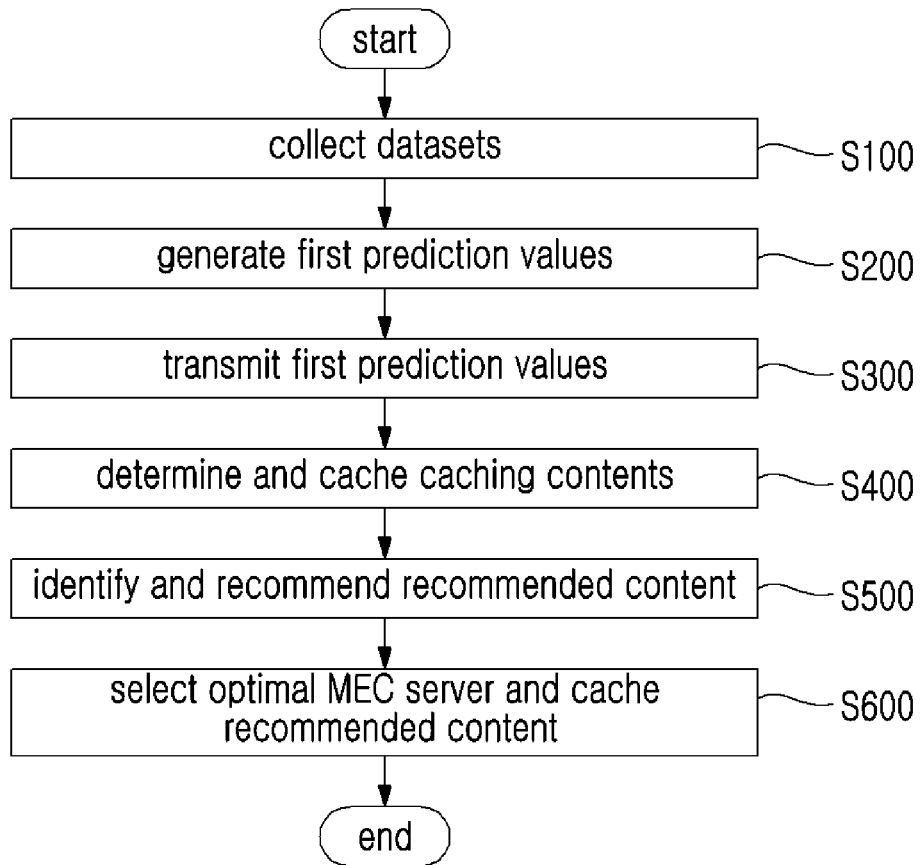 start
collect datasets
S100
generate first prediction values
S200
transmit first prediction values
S300
determine and cache caching contents
S400
identify and recommend recommended content
S500
select optimal MEC server and cache
recommended content
S600
end